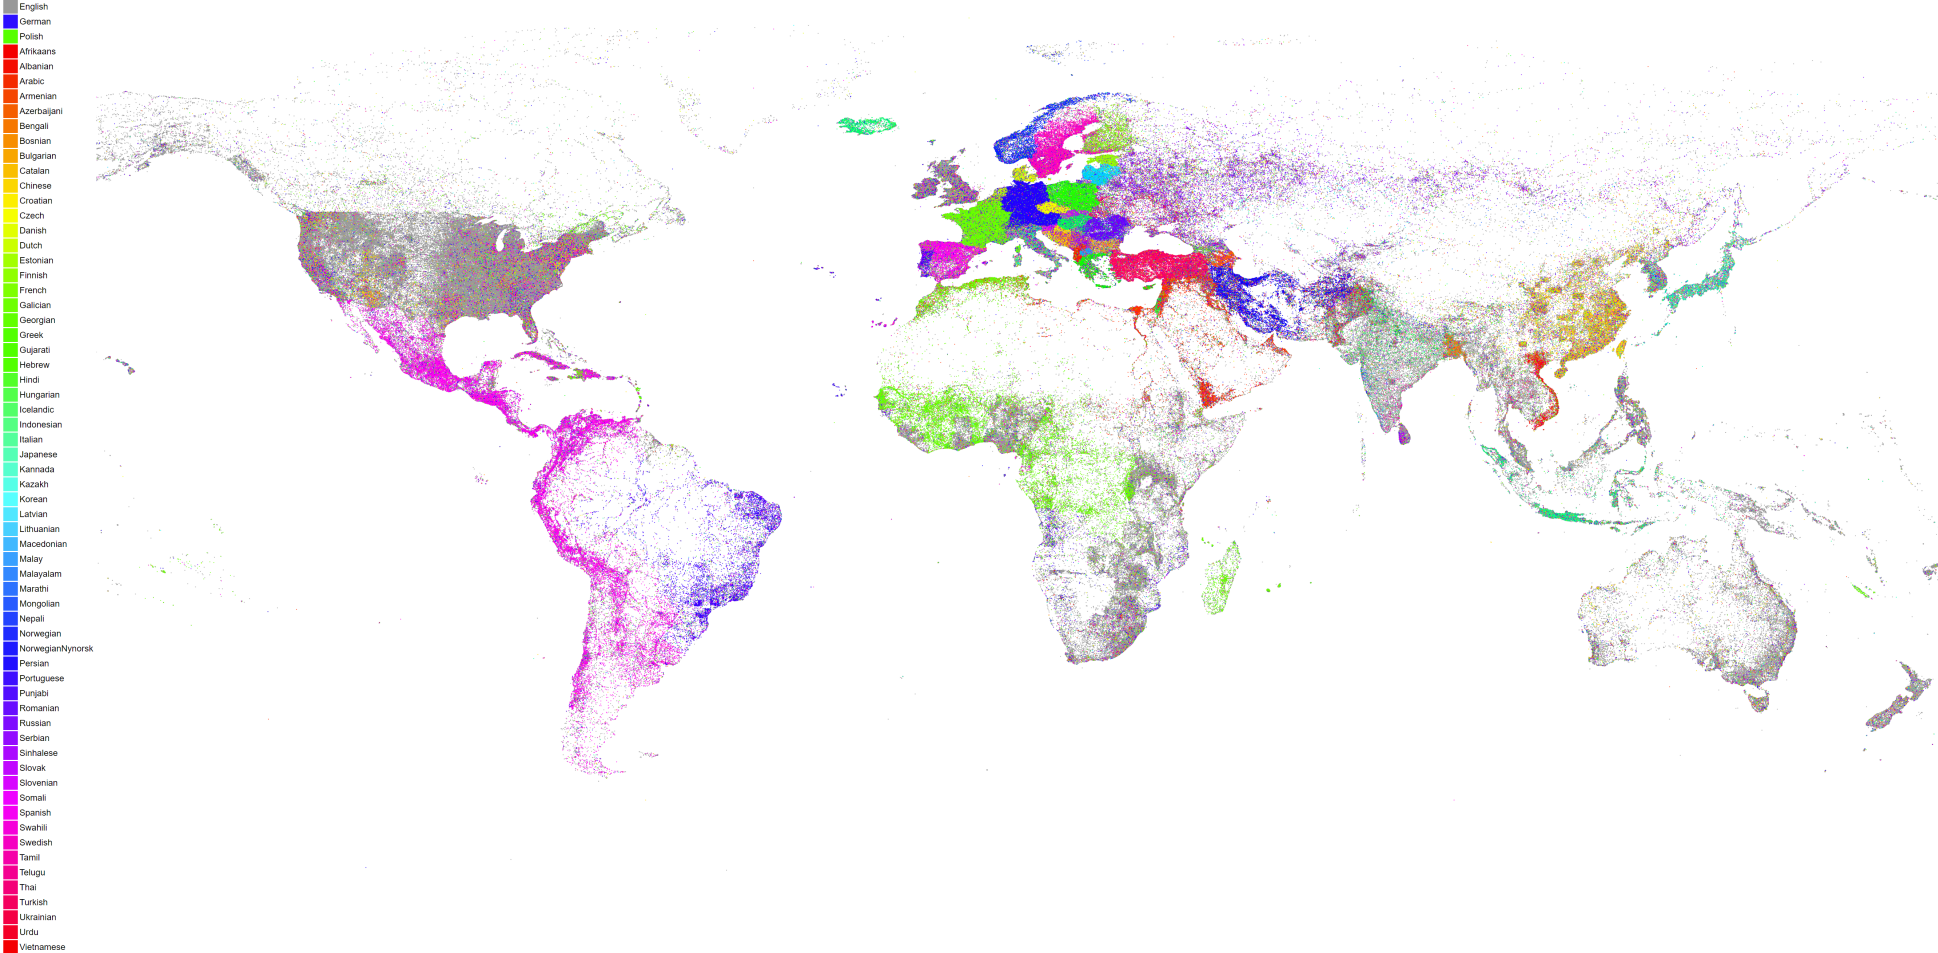 English
German
Polish
Afrikaans
Albanian
Arabic
Armenian
Azerbaijani
Bengali
Bosnian
Bulgarian
Catalan
Chinese
Croatian
Czech
Danish
Dutch
Estonian
Finnish
French
Galician
Georgian
Greek
Gujarati
Hebrew
Hindi
Hungarian
Icelandic
Indonesian
Italian
Japanese
Kannada
Kazakh
Korean
Latvian
Lithuanian
Macedonian
Malay
Malayalam
Marathi
Mongolian
Nepali
Norwegian
NorwegianNynorsk
Persian
Portuguese
Punjabi
Romanian
Russian
Serbian
Sinhalese
Slovak
Slovenian
Somali
Spanish
Swahili
Swedish
Tamil
Telugu
Thai
Turkish
Ukrainian
Urdu
Vietnamese